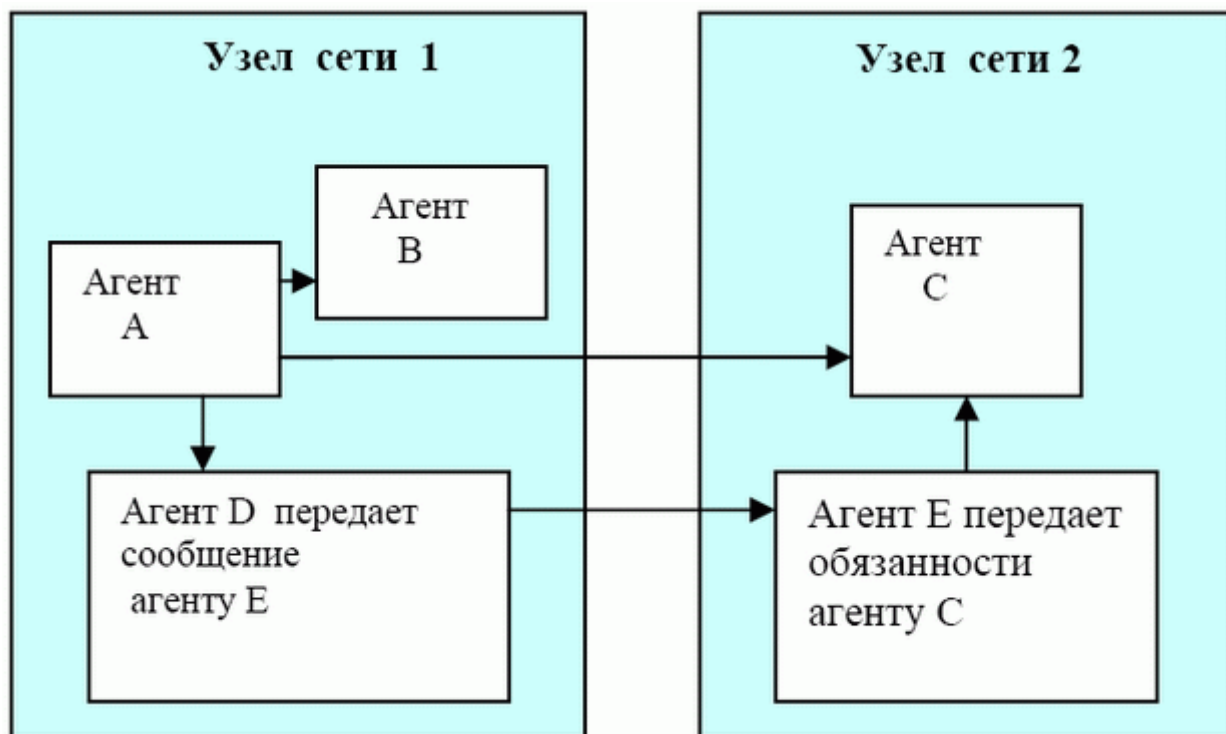 Узел сети 1
Агент
B
Агент
A
Агент D передает
сообщение
агенту E
Узел сети 2
Агент
C
Агент E передает
обязанности
агенту C